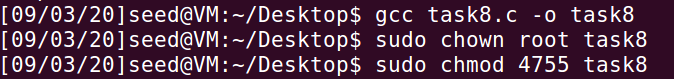 [09/03/20]seed@VM:~/Desktop$ gcc task8.c -o task8
[09/03/20]seed@VM:~/Desktop$ sudo chown root task8
[09/03/20]seed@VM:~/Desktop$ sudo chmod 4755 task8